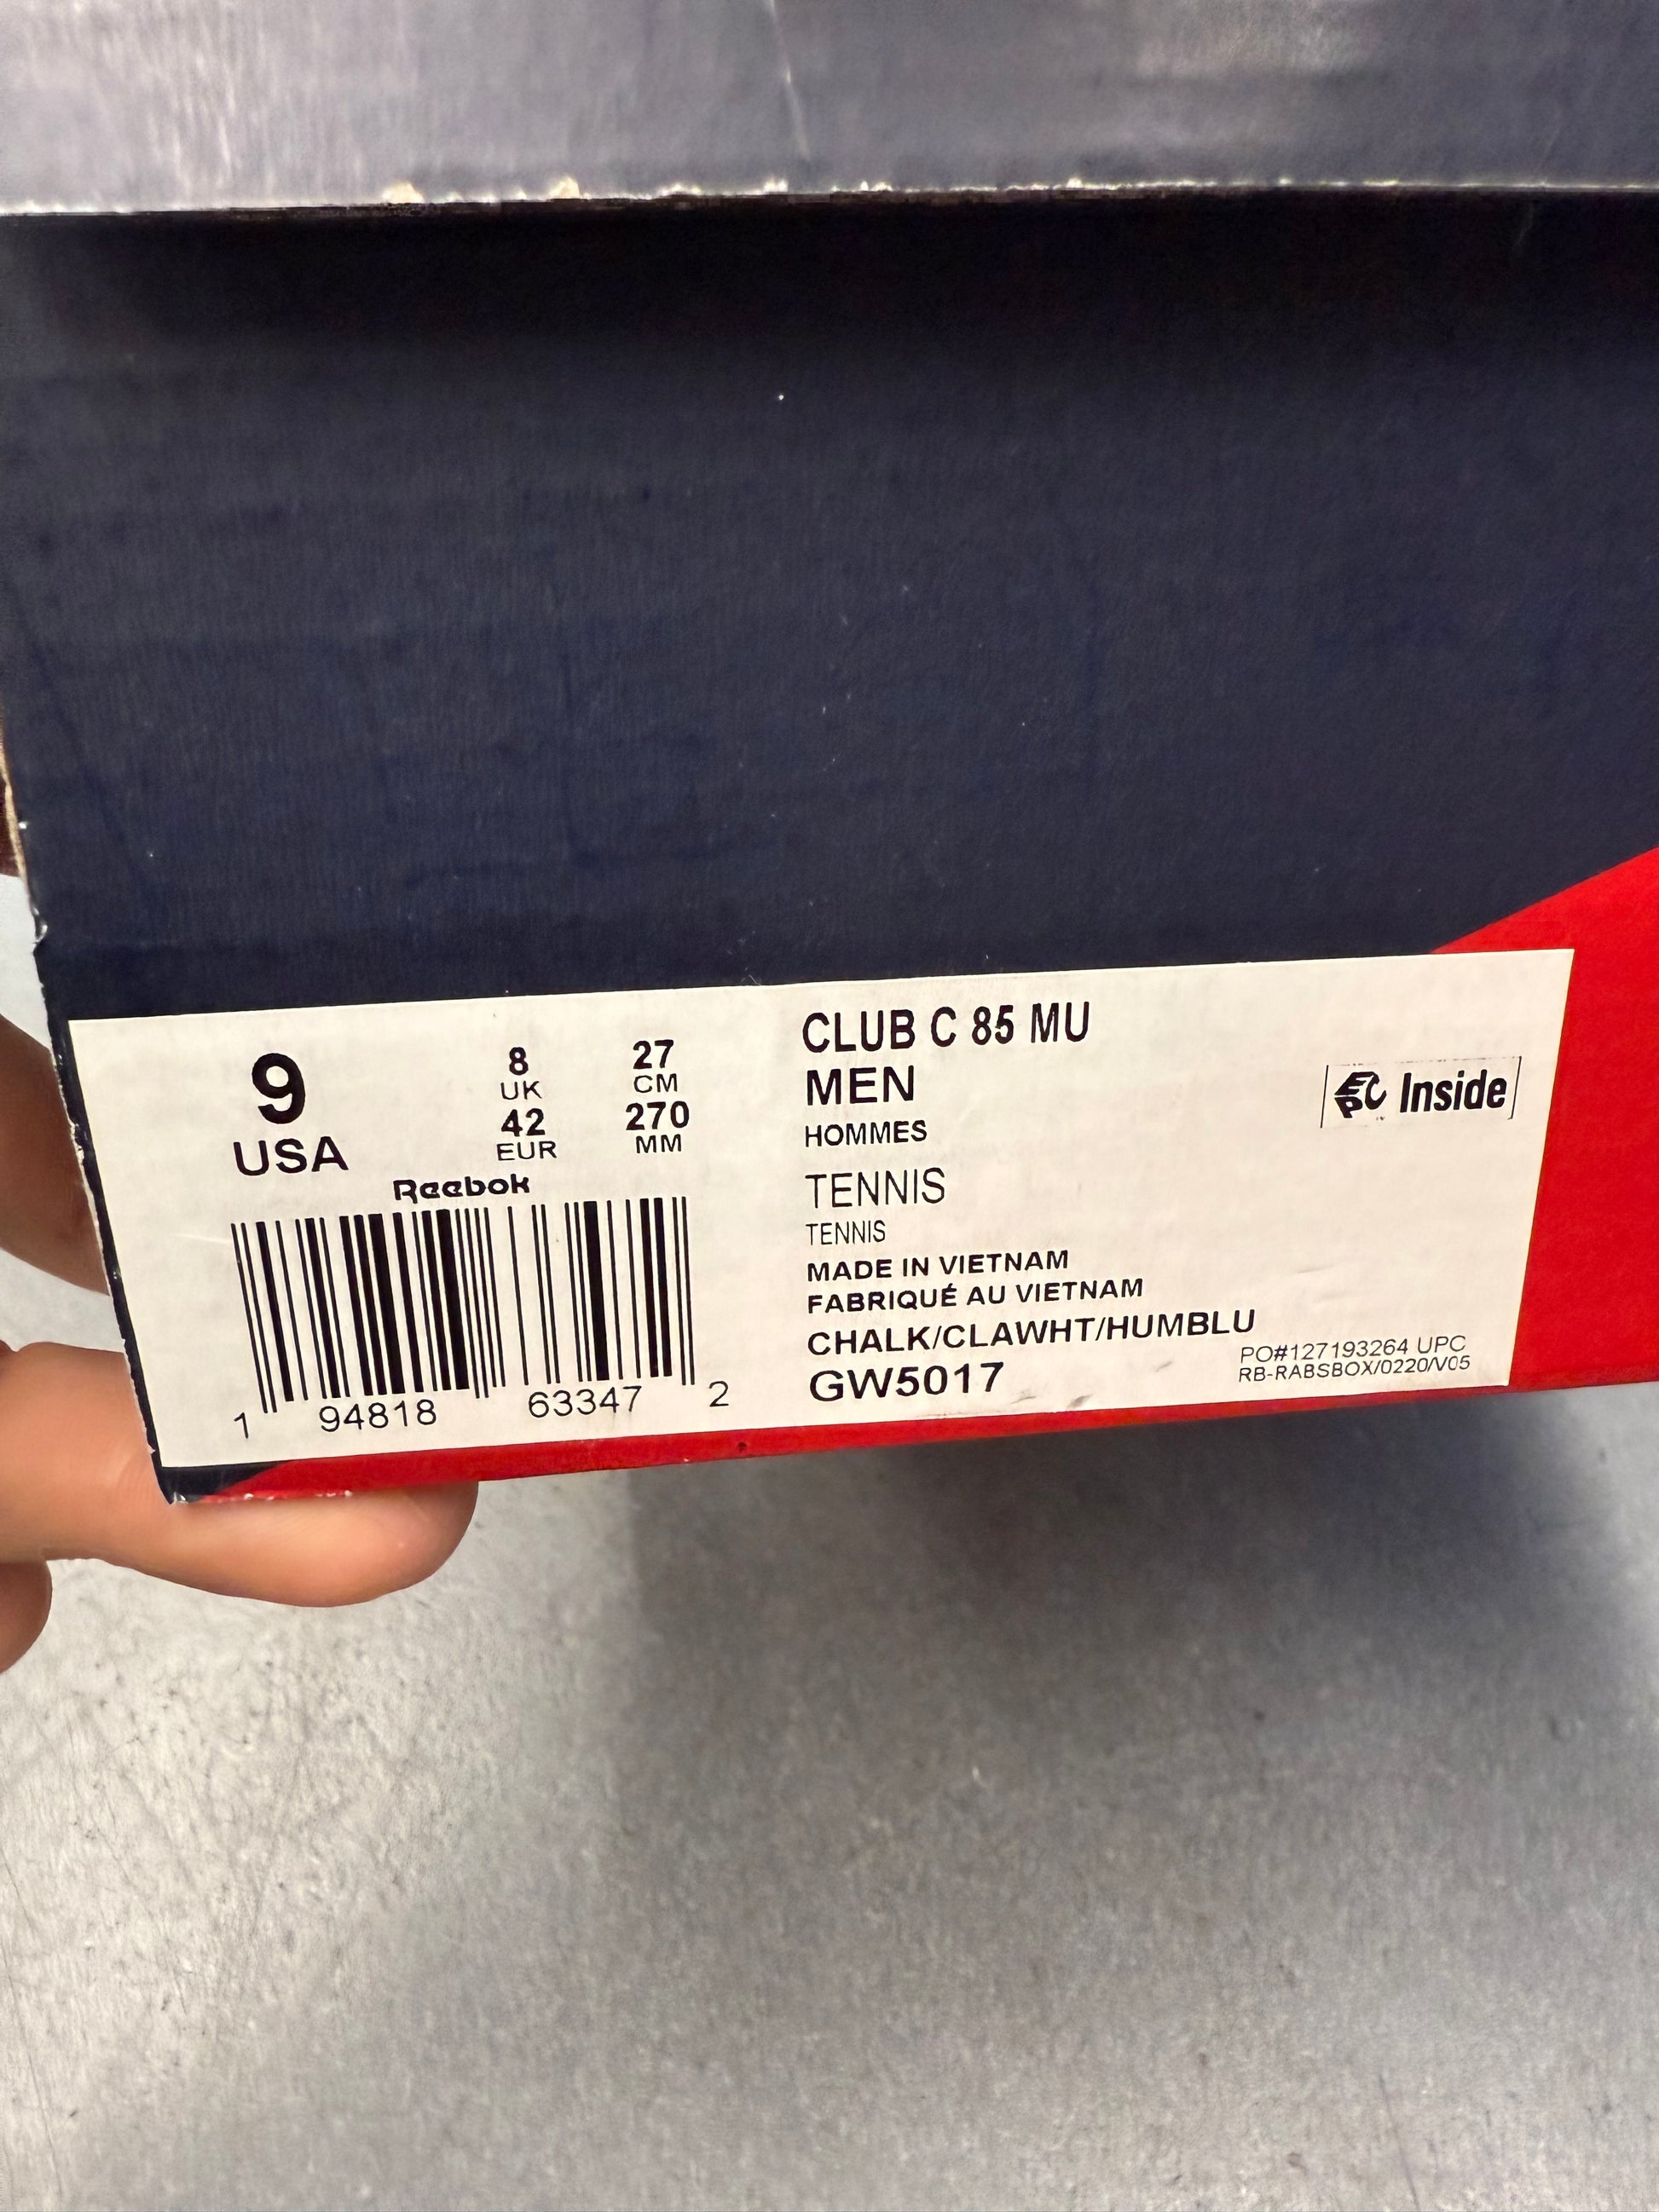 9
USA
8
UK
42
EUR
27
CM
270
MM
Reebok
1 94818 63347 2
CLUB C 85 MU
MEN
HOMMES
TENNIS
TENNIS
MADE IN VIETNAM
FABRIQUÉ AU VIETNAM
CHALK/CLAWHT/HUMBLU
GW5017
EPC Inside
PO#127193264 UPC
RB-RABSBOX/0220/V05